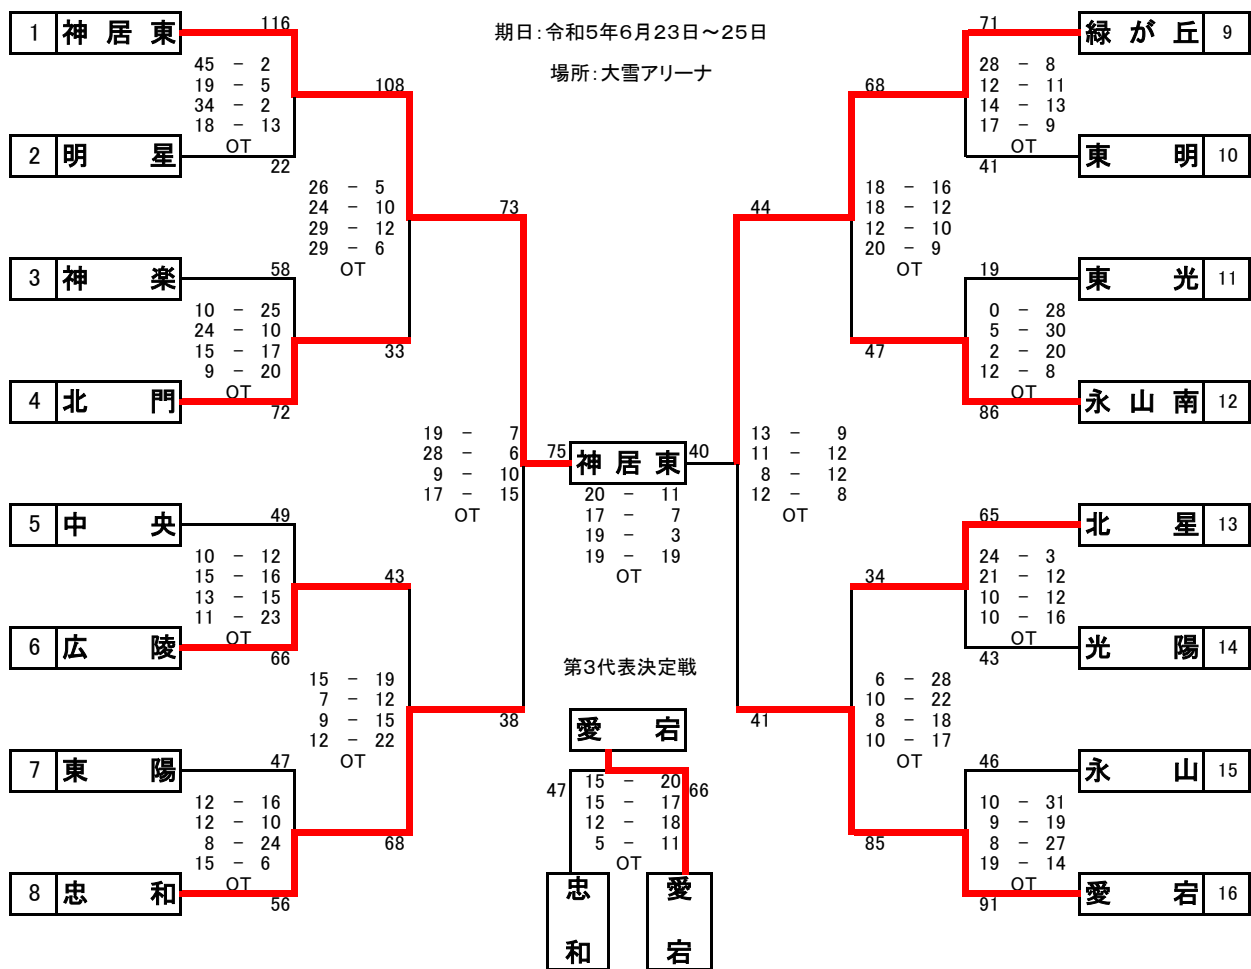 期日：令和5年6月23日～25日
場所：大雪アリーナ
1 神居東
116
45 － 2
19 － 5
34 － 2
18 － 13
OT
2 明星
22
108
26 － 5
24 － 10
29 － 12
29 － 6
OT
3 神楽
58
10 － 25
24 － 10
15 － 17
9 － 20
OT
4 北門
72
33
73
19 － 7
28 － 6
9 － 10
17 － 15
OT
5 中央
49
10 － 12
15 － 16
13 － 15
11 － 23
OT
6 広陵
66
43
15 － 19
7 － 12
9 － 15
12 － 22
OT
38
7 東陽
47
12 － 16
12 － 10
8 － 24
15 － 6
OT
8 忠和
56
68
75 神居東 40
20 － 11
17 － 7
19 － 3
19 － 19
OT
第3代表決定戦
愛宕
47
15 － 20
15 － 17
12 － 18
5 － 11
OT
66
忠和
愛宕
71
緑が丘 9
28 － 8
12 － 11
14 － 13
17 － 9
OT
41
東明 10
68
18 － 16
18 － 12
12 － 10
20 － 9
OT
19
東光 11
0 － 28
5 － 30
2 － 20
12 － 8
OT
86
永山南 12
47
44
13 － 9
11 － 12
8 － 12
12 － 8
OT
65
北星 13
24 － 3
21 － 12
10 － 12
10 － 16
OT
43
光陽 14
34
6 － 28
10 － 22
8 － 18
10 － 17
OT
41
46
永山 15
10 － 31
9 － 19
8 － 27
19 － 14
OT
91
愛宕 16
85